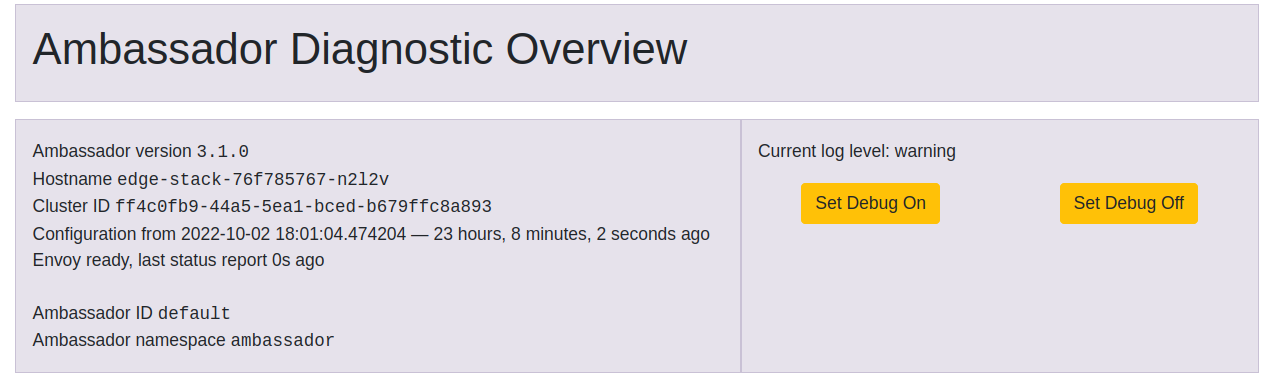 Ambassador Diagnostic Overview
Ambassador version 3.1.0
Hostname edge-stack-76f785767-n2l2v
Cluster ID ff4c0fb9-44a5-5ea1-bced-b679ffc8a893
Configuration from 2022-10-02 18:01:04.474204 — 23 hours, 8 minutes, 2 seconds ago
Envoy ready, last status report 0s ago
Ambassador ID default
Ambassador namespace ambassador
Current log level: warning
Set Debug On
Set Debug Off